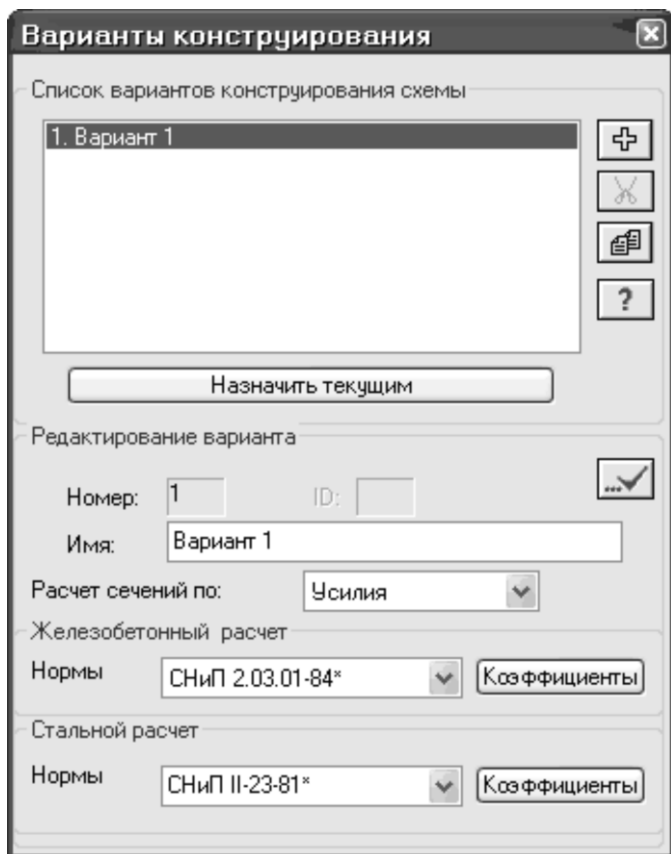 Варианты конструирования
Список вариантов конструирования схемы
1. Вариант 1
?
Назначить текущим
Редактирование варианта
Номер: 1 ID:
...
Имя: Вариант 1
Расчет сечений по: Усилия
Железобетонный расчет
Нормы СНиП 2.03.01-84* Коэффициенты
Стальной расчет
Нормы СНиП II-23-81* Коэффициенты